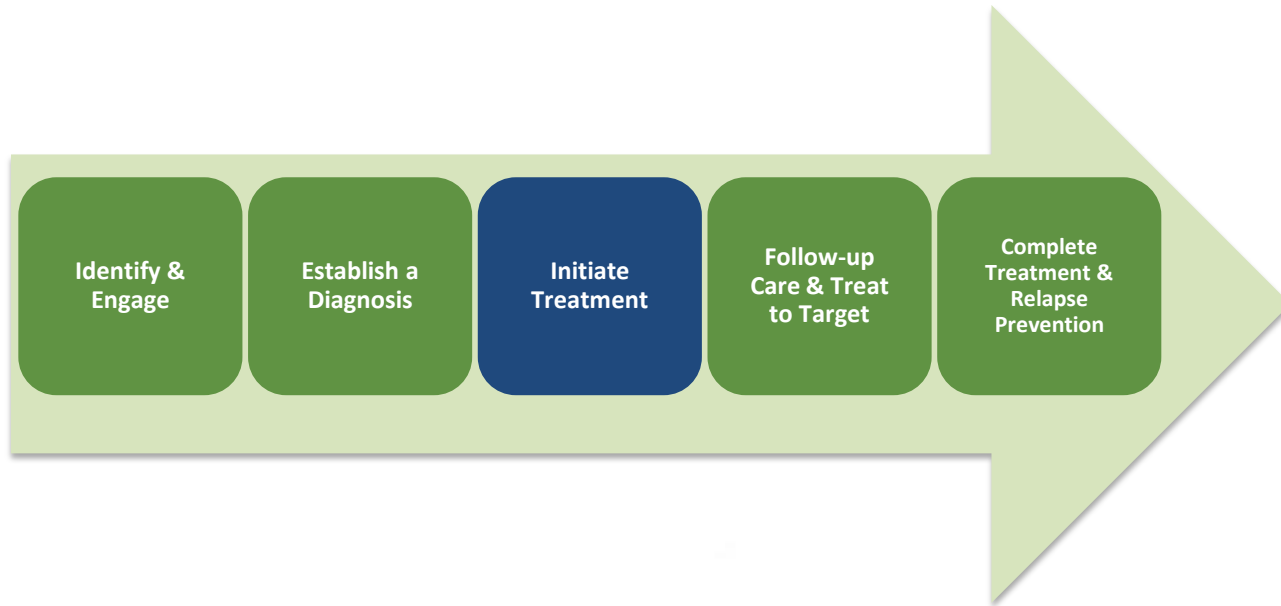 Identify &
Engage
Establish a
Diagnosis
Initiate
Treatment
Follow-up
Care & Treat
to Target
Complete
Treatment &
Relapse
Prevention